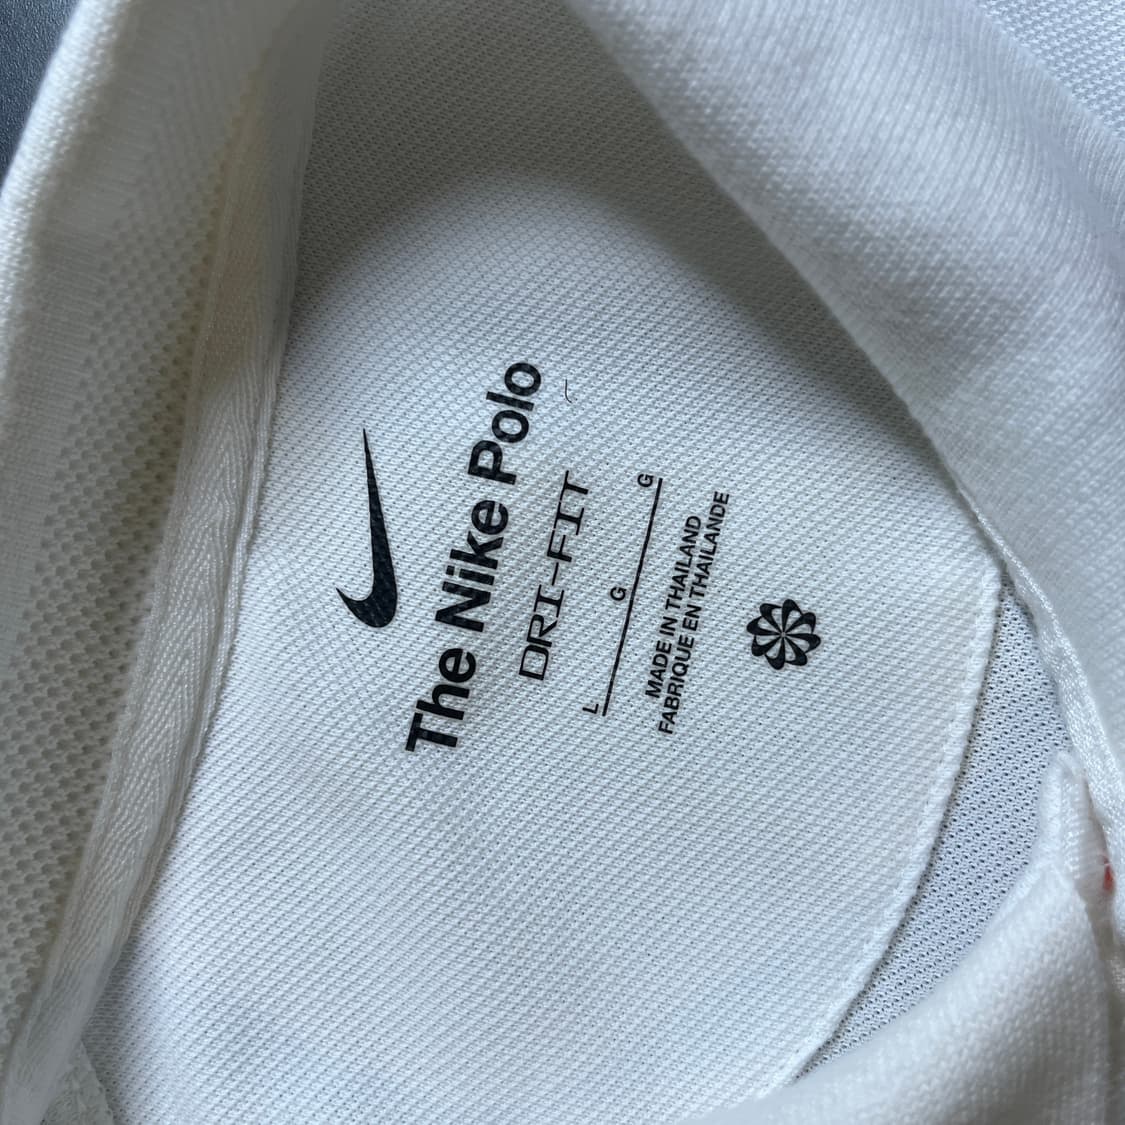 The Nike Polo
DRI-FIT
L G G
MADE IN THAILAND
FABRIQUE EN THAILANDE